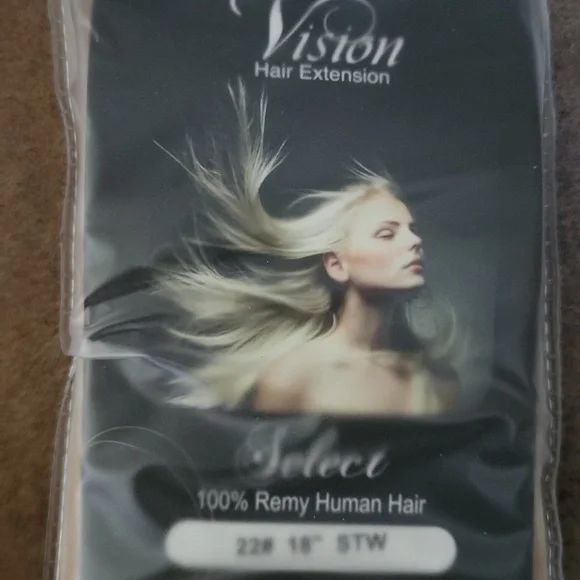 Vision
Hair Extension
Select
100% Remy Human Hair
22# 18" STW